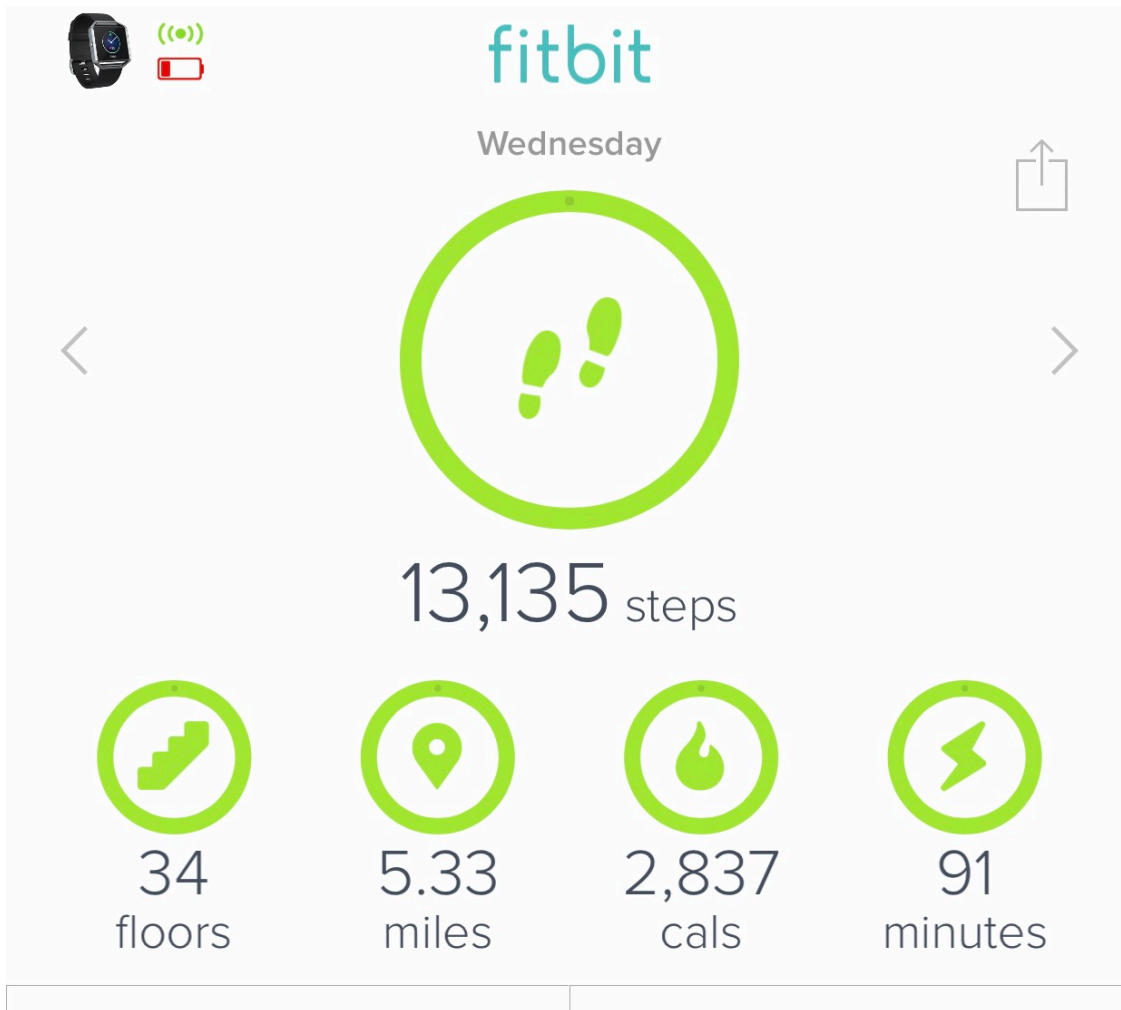 fitbit
Wednesday
13,135 steps
34
floors
5.33
miles
2,837
cals
91
minutes